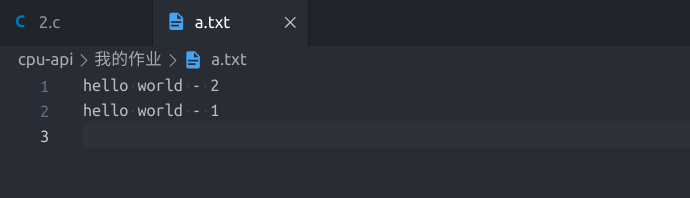 2.c a.txt
cpu-api > 我的作业 > a.txt
1 hello world - 2
2 hello world - 1
3